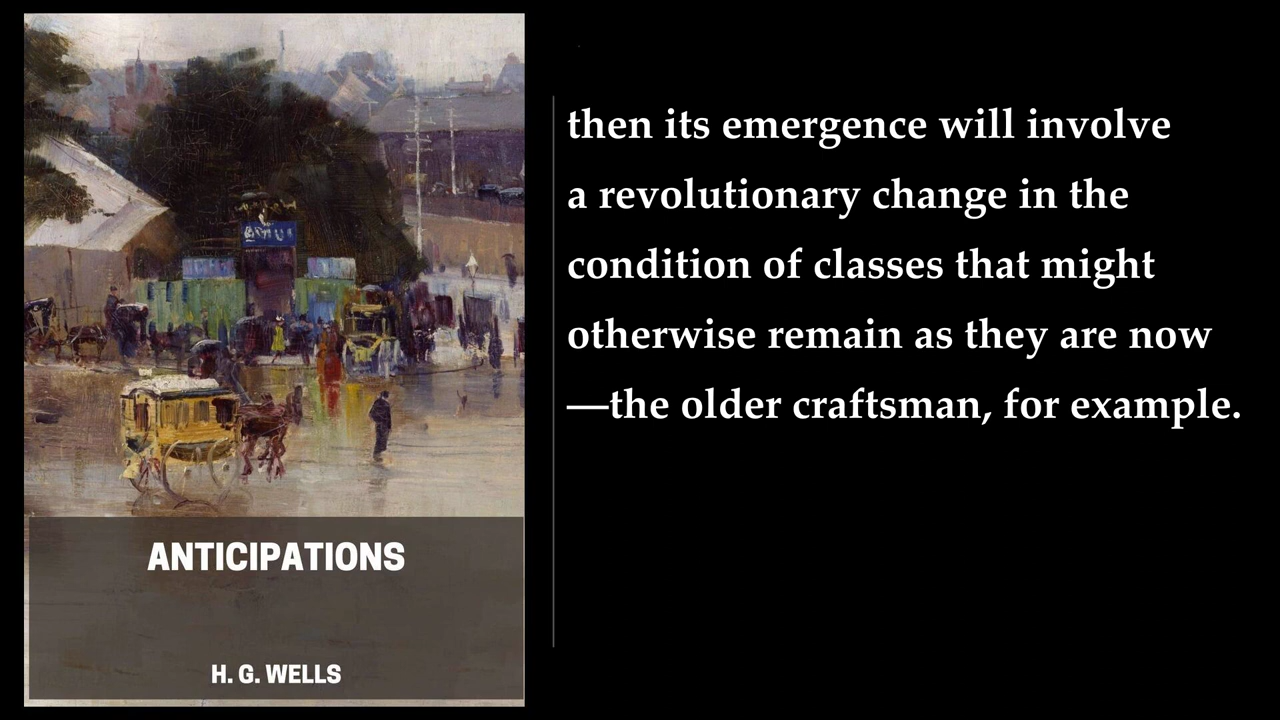 ANTICIPATIONS
H. G. WELLS
then its emergence will involve
a revolutionary change in the
condition of classes that might
otherwise remain as they are now
—the older craftsman, for example.